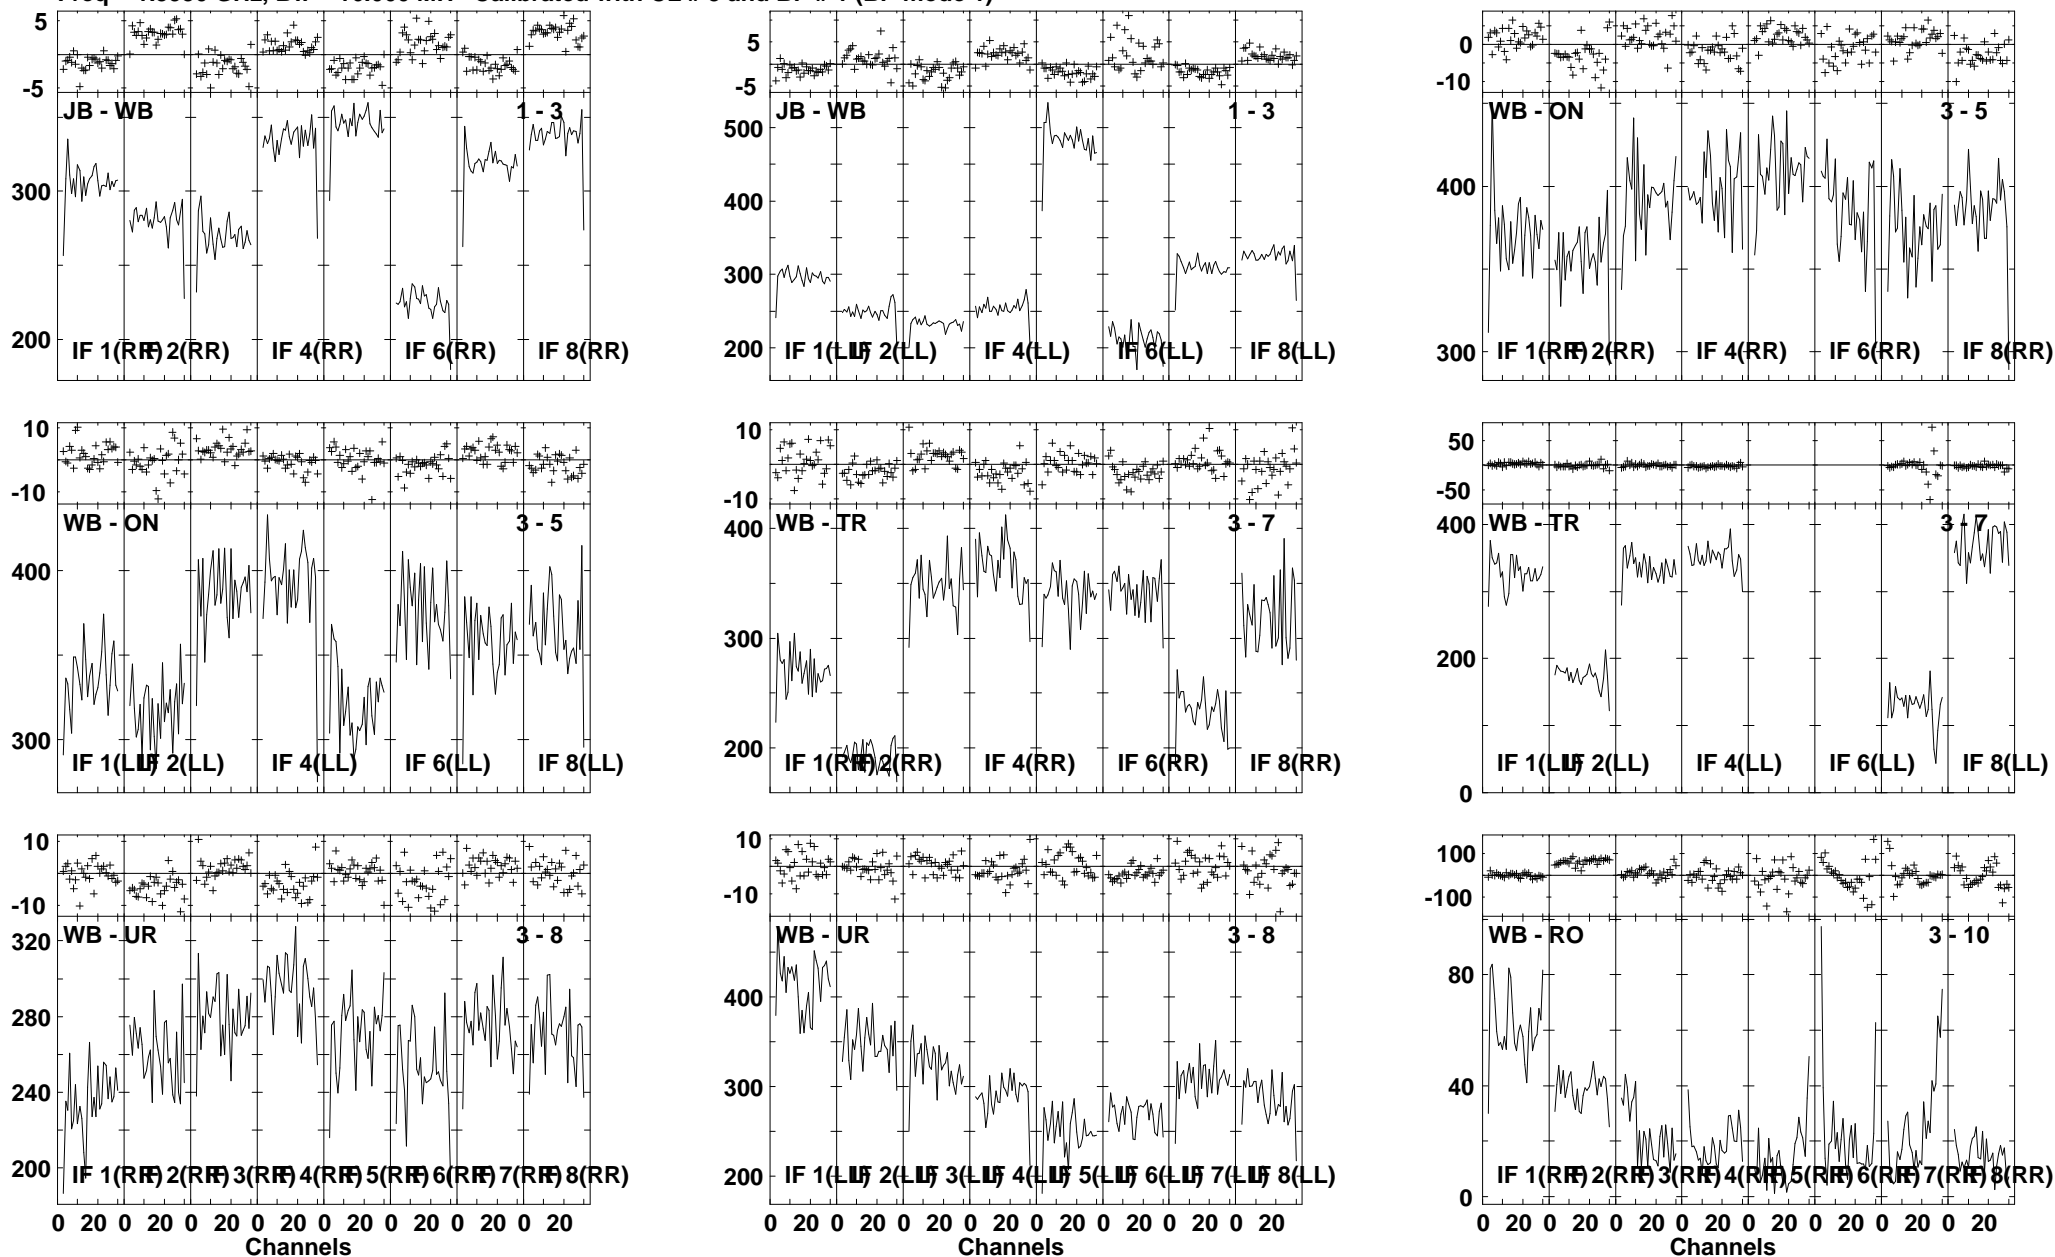 5
-5
JB - WB 1 - 3
300
200
IF 1(RR) IF 2(RR) IF 4(RR) IF 6(RR) IF 8(RR)
5
-5
JB - WB 1 - 3
500
400
300
200
IF 1(LL) IF 2(LL) IF 4(LL) IF 6(LL) IF 8(LL)
0
-10
WB - ON 3 - 5
400
300
IF 1(RR) IF 2(RR) IF 4(RR) IF 6(RR) IF 8(RR)
10
-10
WB - ON 3 - 5
400
300
IF 1(LL) IF 2(LL) IF 4(LL) IF 6(LL) IF 8(LL)
10
-10
WB - TR 3 - 7
400
300
200
IF 1(RR) IF 2(RR) IF 4(RR) IF 6(RR) IF 8(RR)
50
-50
WB - TR 3 - 7
400
200
0
IF 1(LL) IF 2(LL) IF 4(LL) IF 6(LL) IF 8(LL)
10
-10
WB - UR 3 - 8
320
280
240
200
IF 1(RR) IF 2(RR) IF 3(RR) IF 4(RR) IF 5(RR) IF 6(RR) IF 7(RR) IF 8(RR)
0 20 0 20 0 20 0 20 0 20 0 20 0 20 0 20
Channels
10
-10
WB - UR 3 - 8
400
300
200
IF 1(LL) IF 2(LL) IF 3(LL) IF 4(LL) IF 5(LL) IF 6(LL) IF 7(LL) IF 8(LL)
0 20 0 20 0 20 0 20 0 20 0 20 0 20 0 20
Channels
100
-100
WB - RO 3 - 10
80
40
0
IF 1(RR) IF 2(RR) IF 3(RR) IF 4(RR) IF 5(RR) IF 6(RR) IF 7(RR) IF 8(RR)
0 20 0 20 0 20 0 20 0 20 0 20 0 20 0 20
Channels